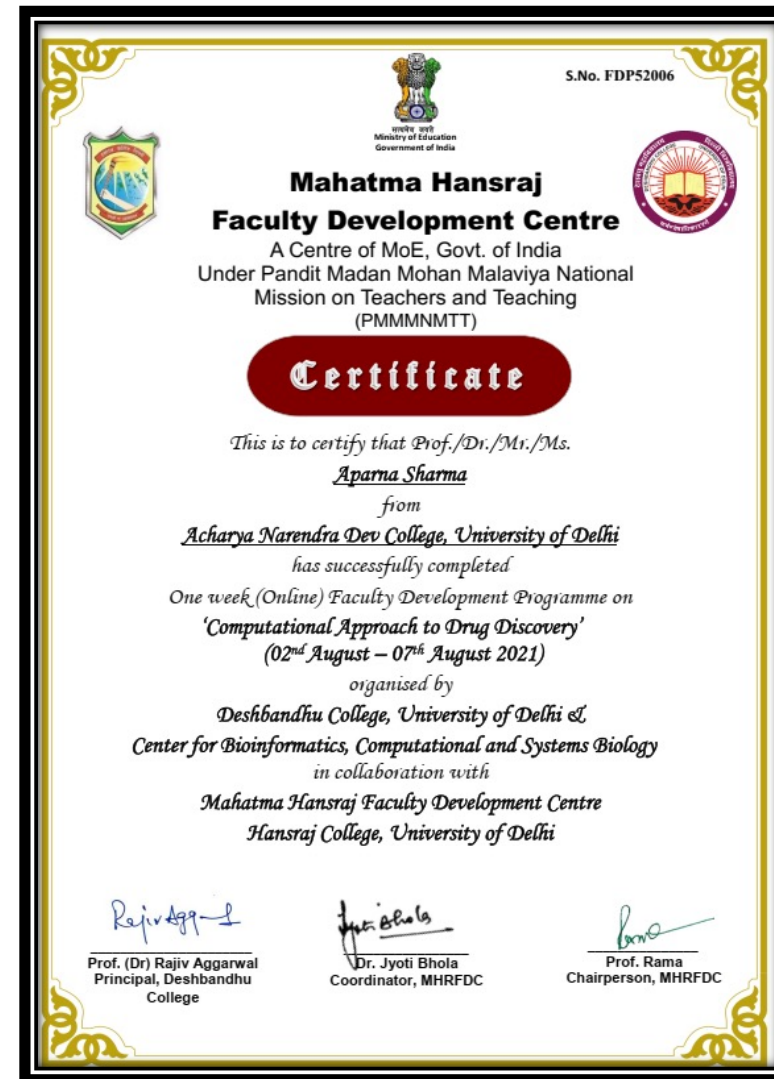 S.No. FDP52006
सत्यमेव जयते
Ministry of Education
Government of India
Mahatma Hansraj
Faculty Development Centre
A Centre of MoE, Govt. of India
Under Pandit Madan Mohan Malaviya National
Mission on Teachers and Teaching
(PMMMNMTT)
Certificate
This is to certify that Prof./Dr./Mr./Ms.
Aparna Sharma
from
Acharya Narendra Dev College, University of Delhi
has successfully completed
One week (Online) Faculty Development Programme on
‘Computational Approach to Drug Discovery’
(02nd August – 07th August 2021)
organised by
Deshbandhu College, University of Delhi &
Center for Bioinformatics, Computational and Systems Biology
in collaboration with
Mahatma Hansraj Faculty Development Centre
Hansraj College, University of Delhi
Prof. (Dr) Rajiv Aggarwal
Principal, Deshbandhu
College
Jyoti Bhola
Dr. Jyoti Bhola
Coordinator, MHRFDC
Rama
Prof. Rama
Chairperson, MHRFDC